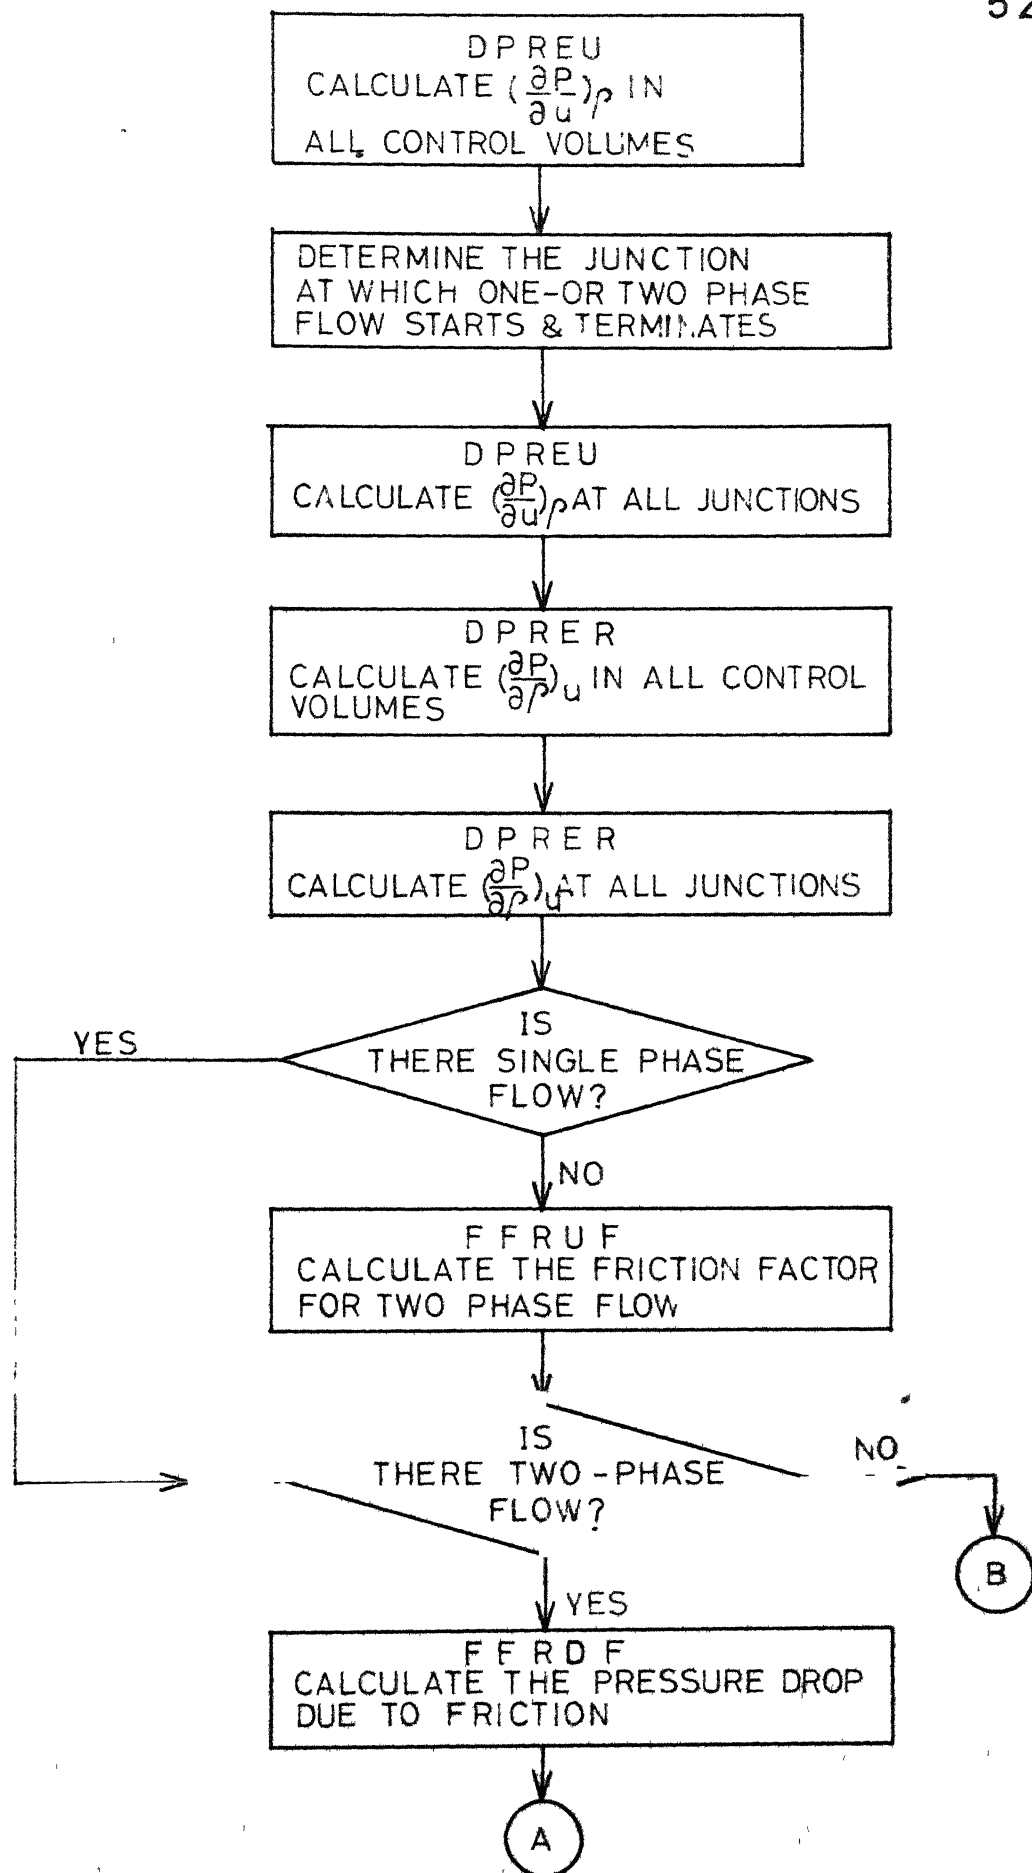 52
DPREU
CALCULATE (∂P/∂u)ρ IN
ALL CONTROL VOLUMES
DETERMINE THE JUNCTION
AT WHICH ONE-OR TWO PHASE
FLOW STARTS & TERMINATES
DPREU
CALCULATE (∂P/∂u)ρ AT ALL JUNCTIONS
DPRER
CALCULATE (∂P/∂ρ)u IN ALL CONTROL
VOLUMES
DPRER
CALCULATE (∂P/∂ρ)u AT ALL JUNCTIONS
YES
IS
THERE SINGLE PHASE
FLOW?
NO
FFRUF
CALCULATE THE FRICTION FACTOR
FOR TWO PHASE FLOW
IS
THERE TWO-PHASE
FLOW?
NO
B
YES
FFRDF
CALCULATE THE PRESSURE DROP
DUE TO FRICTION
A